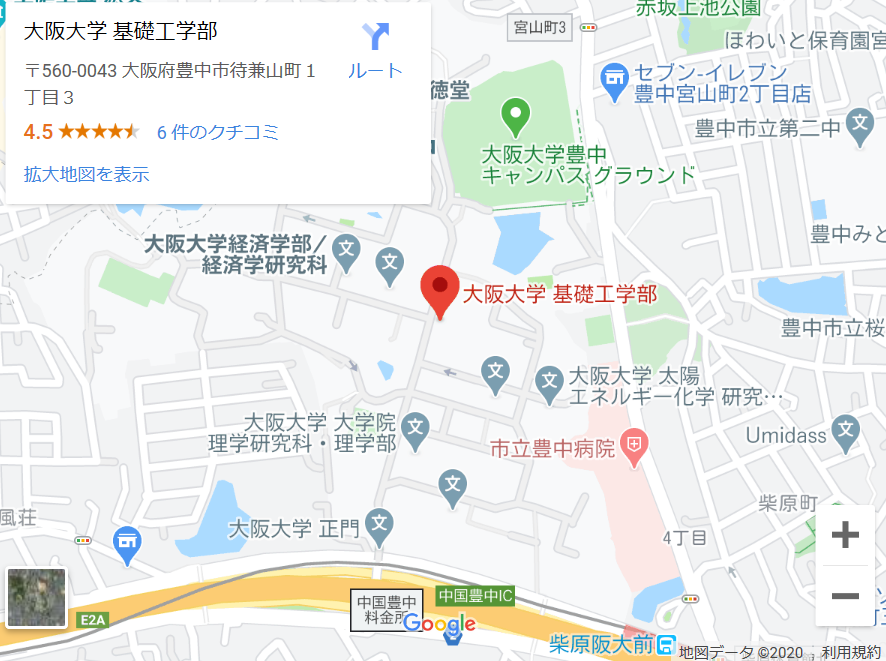 大阪大学 基礎工学部
〒560-0043 大阪府豊中市待兼山町１
丁目３
ルート
4.5
6 件のクチコミ
拡大地図を表示
赤坂上池公園
宮山町3
ほわいと保育園宮
セブン-イレブン
豊中宮山町2丁目店
徳堂
豊中市立第二中
大阪大学豊中
キャンパス グラウンド
豊中みと
大阪大学経済学部／
経済学研究科
大阪大学 基礎工学部
豊中市立桜
大阪大学 太陽
エネルギー化学 研究…
大阪大学 大学院
理学研究科・理学部
市立豊中病院
Umidass
柴原町
風荘
大阪大学 正門
4丁目
中国豊中IC
中国豊中
料金所
E2A
Google
柴原阪大前
地図データ ©2020
利用規約